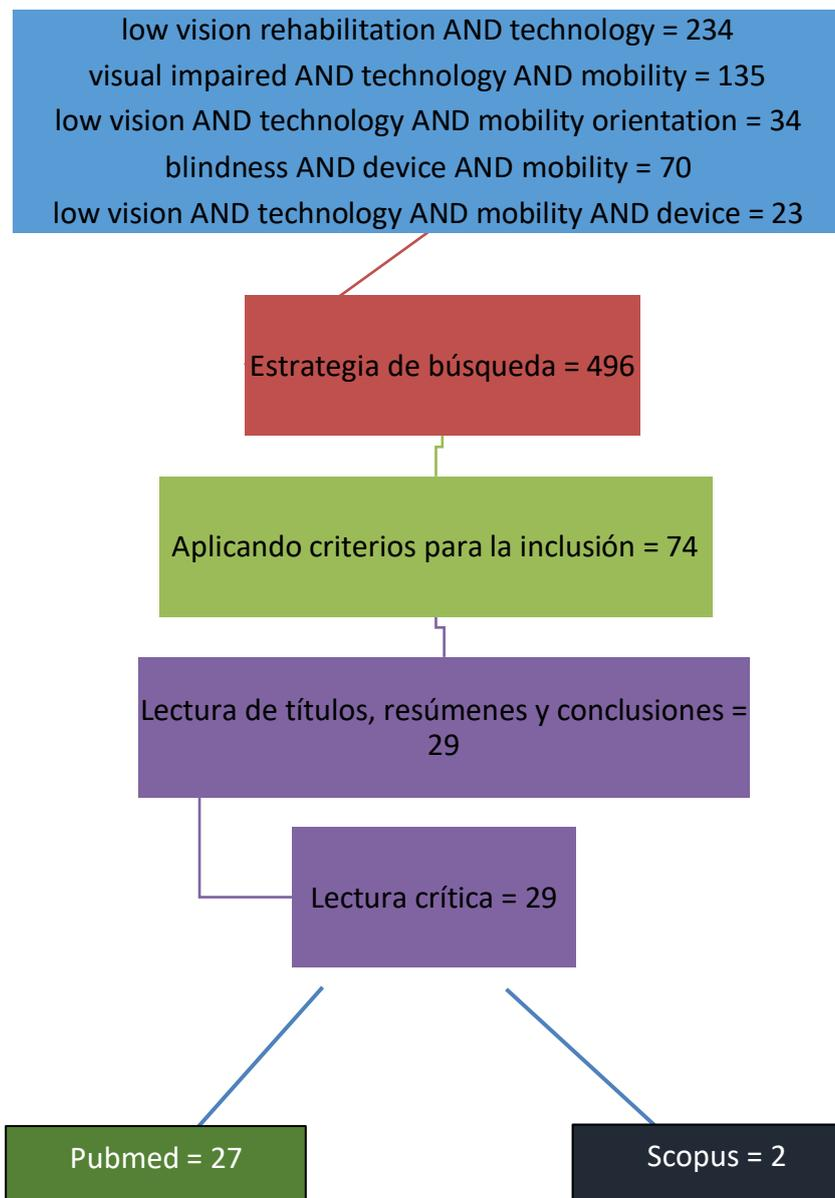 low vision rehabilitation AND technology = 234
visual impaired AND technology AND mobility = 135
low vision AND technology AND mobility orientation = 34
blindness AND device AND mobility = 70
low vision AND technology AND mobility AND device = 23
Estrategia de búsqueda = 496
Aplicando criterios para la inclusión = 74
Lectura de títulos, resúmenes y conclusiones =
29
Lectura crítica = 29
Pubmed = 27
Scopus = 2